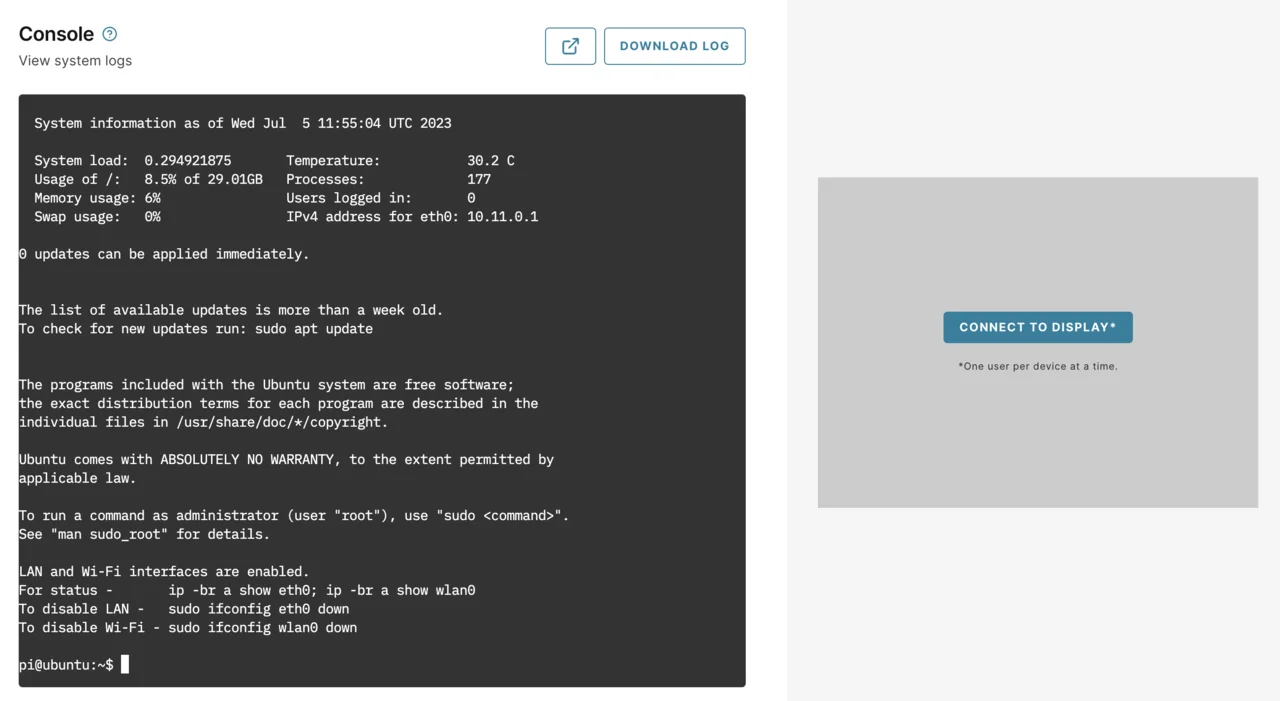 Console ?
View system logs
DOWNLOAD LOG
System information as of Wed Jul  5 11:55:04 UTC 2023
System load:  0.294921875       Temperature:           30.2 C
Usage of /:   8.5% of 29.01GB   Processes:             177
Memory usage: 6%                Users logged in:       0
Swap usage:   0%                IPv4 address for eth0: 10.11.0.1
0 updates can be applied immediately.
The list of available updates is more than a week old.
To check for new updates run: sudo apt update
The programs included with the Ubuntu system are free software;
the exact distribution terms for each program are described in the
individual files in /usr/share/doc/*/copyright.
Ubuntu comes with ABSOLUTELY NO WARRANTY, to the extent permitted by
applicable law.
To run a command as administrator (user "root"), use "sudo <command>".
See "man sudo_root" for details.
LAN and Wi-Fi interfaces are enabled.
For status -       ip -br a show eth0; ip -br a show wlan0
To disable LAN -   sudo ifconfig eth0 down
To disable Wi-Fi - sudo ifconfig wlan0 down
pi@ubuntu:~$
CONNECT TO DISPLAY*
*One user per device at a time.